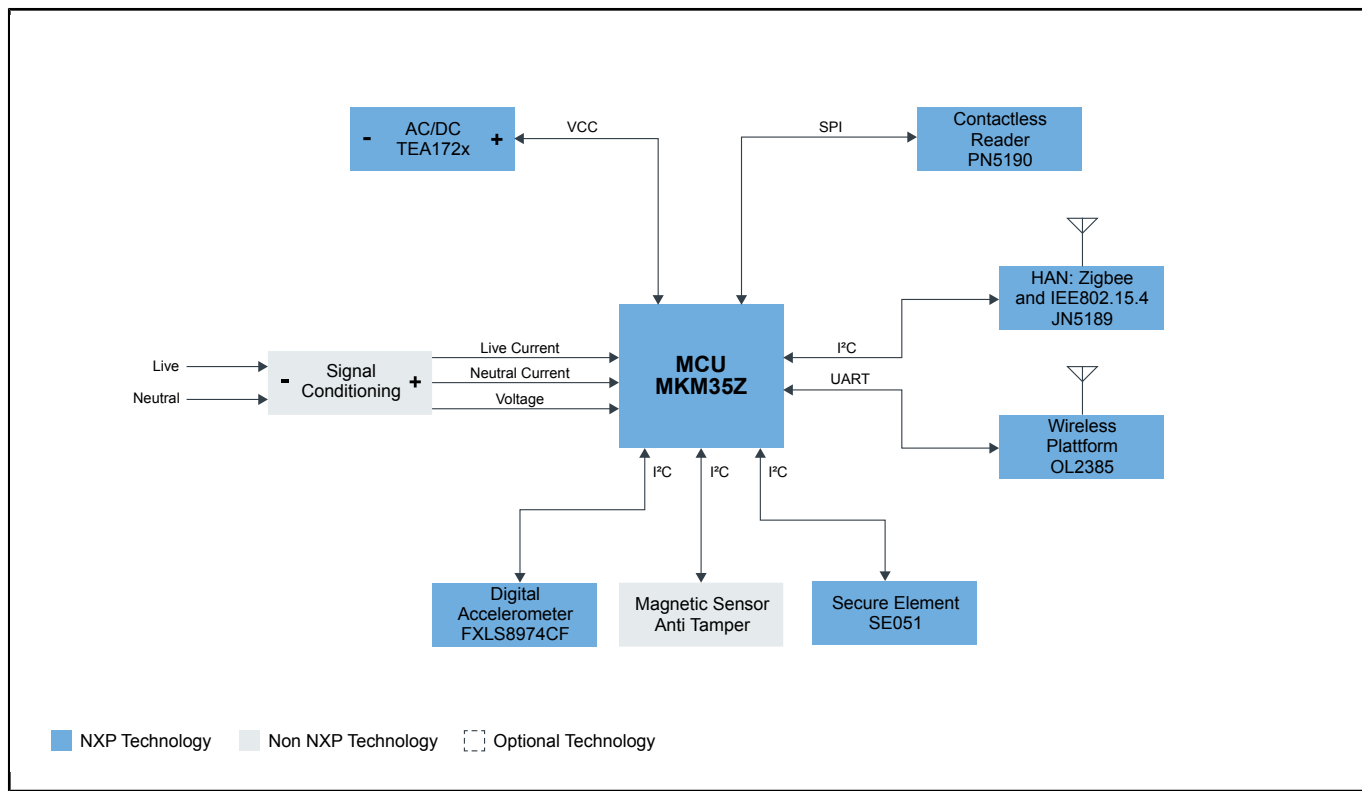 AC/DC
TEA172x
-
+
VCC
SPI
Contactless
Reader
PN5190
HAN: Zigbee
and IEE802.15.4
JN5189
MCU
MKM35Z
Live
Neutral
Signal
Conditioning
-
+
Live Current
Neutral Current
Voltage
I²C
UART
Wireless
Plattform
OL2385
I²C
I²C
I²C
Digital
Accelerometer
FXLS8974CF
Magnetic Sensor
Anti Tamper
Secure Element
SE051
NXP Technology
Non NXP Technology
Optional Technology